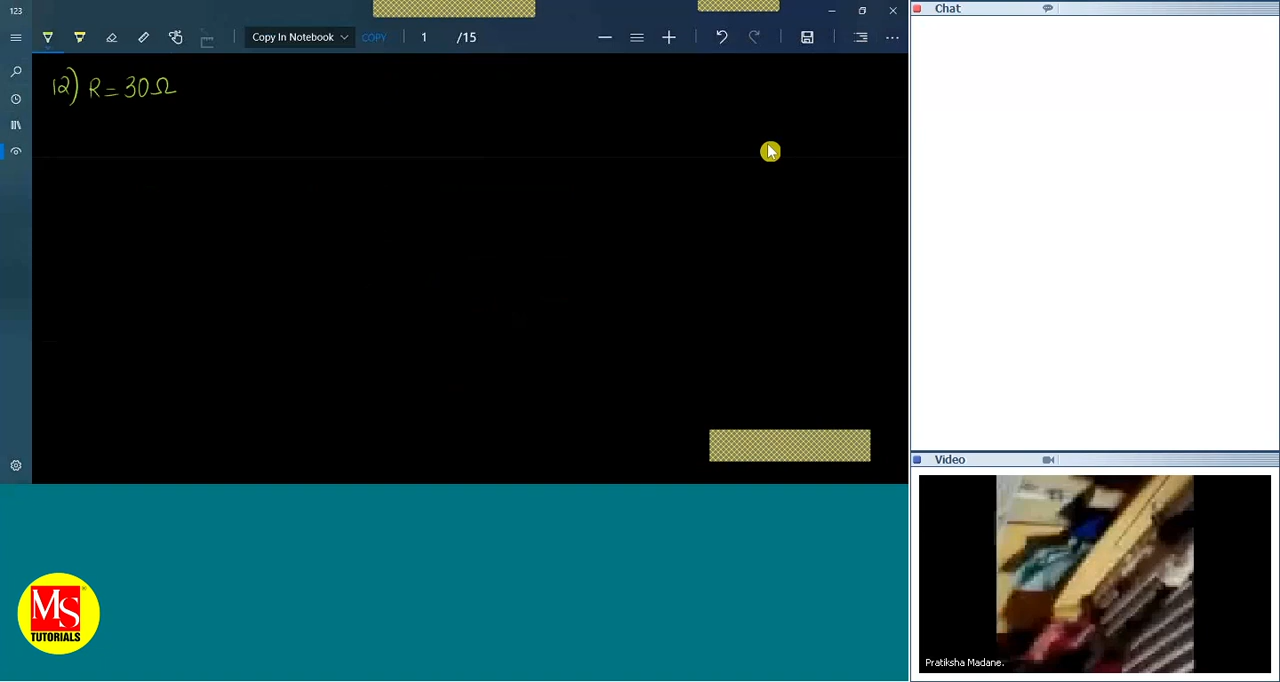 123
Copy In Notebook
COPY
1
/15
12) R = 30Ω
Chat
Video
Pratiksha Madane.
MS
TUTORIALS